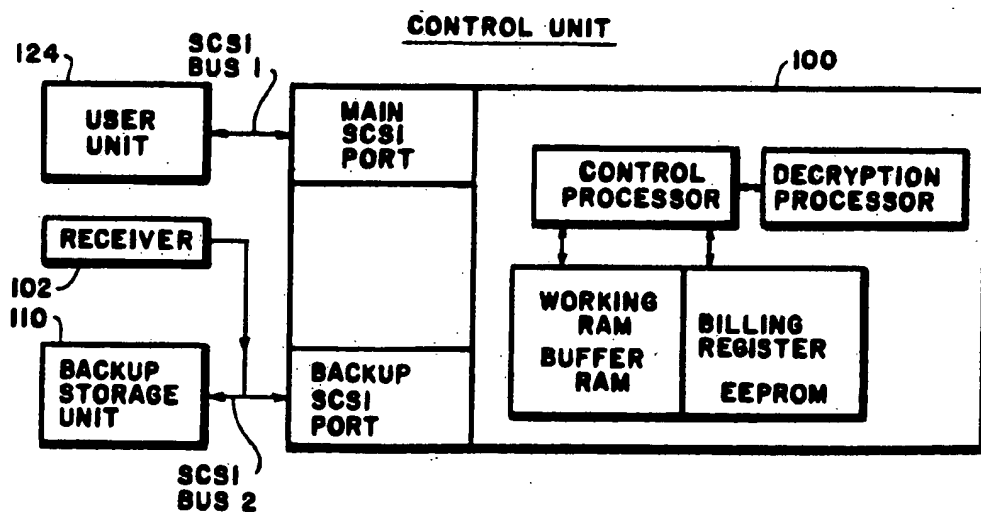 CONTROL UNIT
124
SCSI
BUS 1
100
USER
UNIT
MAIN
SCSI
PORT
CONTROL
PROCESSOR
DECRYPTION
PROCESSOR
RECEIVER
102
110
WORKING
RAM
BUFFER
RAM
BILLING
REGISTER
EEPROM
BACKUP
STORAGE
UNIT
BACKUP
SCSI
PORT
SCSI
BUS 2